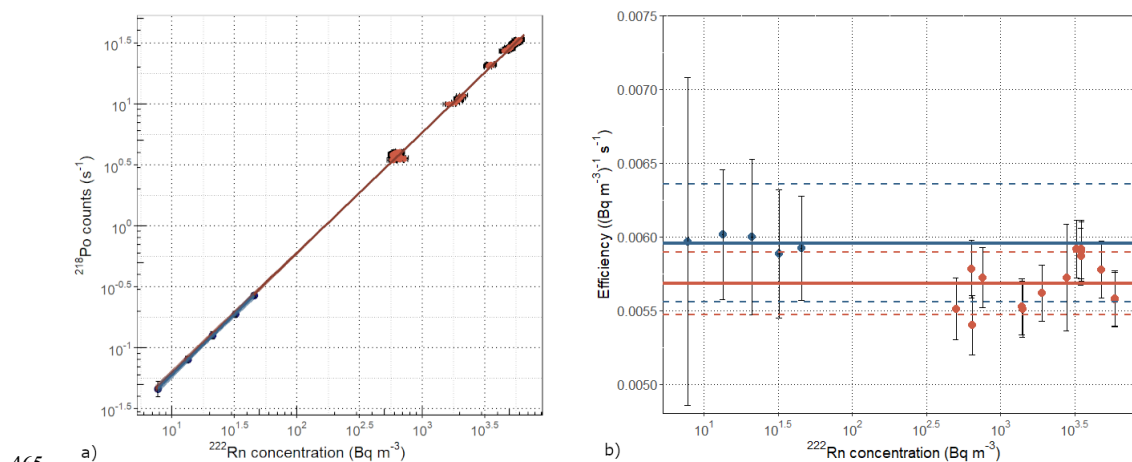 10^1.5
10^1
10^0.5
10^0
10^-0.5
10^-1
10^-1.5
^218Po counts (s^-1)
10^1 10^1.5 10^2 10^2.5 10^3 10^3.5
^222Rn concentration (Bq m^-3)
a)
0.0075
0.0070
0.0065
0.0060
0.0055
0.0050
Efficiency ((Bq m^-3)^-1 s^-1)
10^1 10^1.5 10^2 10^2.5 10^3 10^3.5
^222Rn concentration (Bq m^-3)
b)